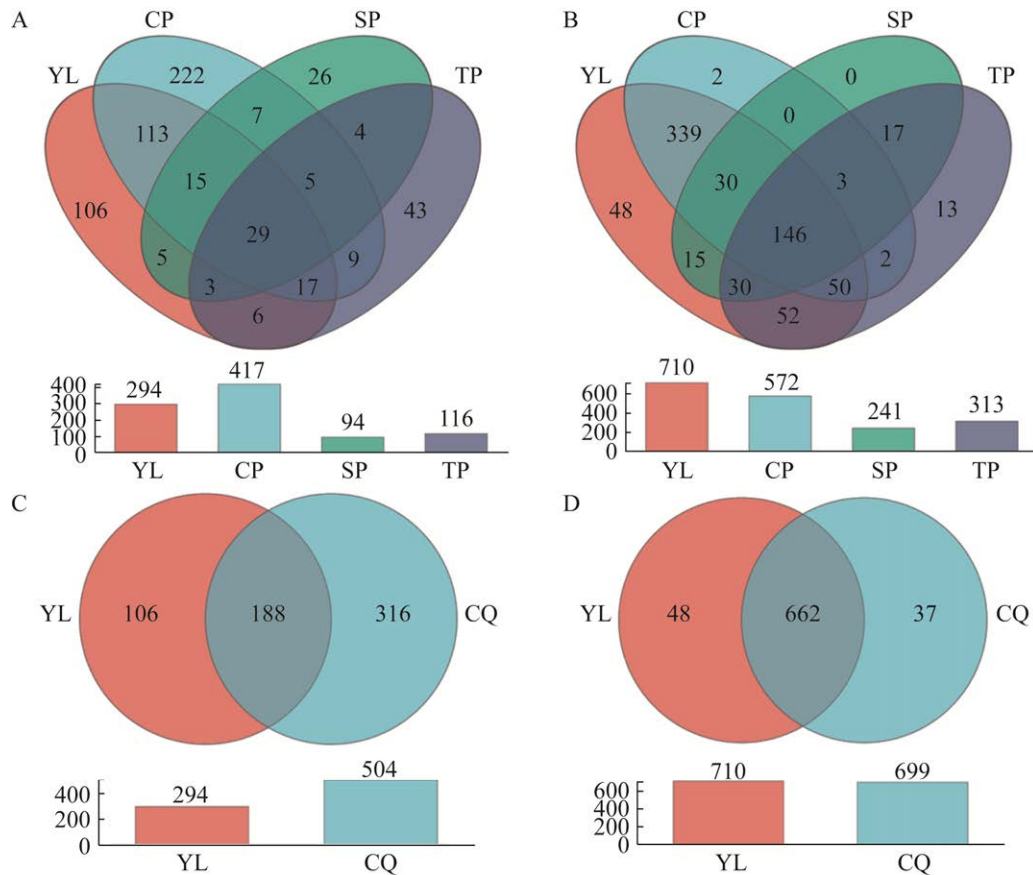 A CP SP
YL TP
222 26
7 4
113
15 5
106 43
29
5 9
3 17
6
400 300 200 100 0
294 417 94 116
YL CP SP TP
B CP SP
YL TP
2 0
0 17
339
30 3
48 13
146
15 2
30 50
52
600 400 200 0
710 572 241 313
YL CP SP TP
C
YL 106 188 316 CQ
400 200 0
294 504
YL CQ
D
YL 48 662 37 CQ
600 400 200 0
710 699
YL CQ